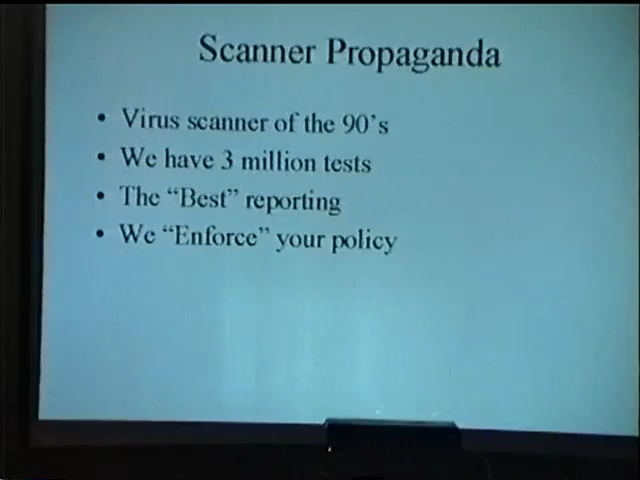 Scanner Propaganda
• Virus scanner of the 90's
• We have 3 million tests
• The “Best” reporting
• We “Enforce” your policy